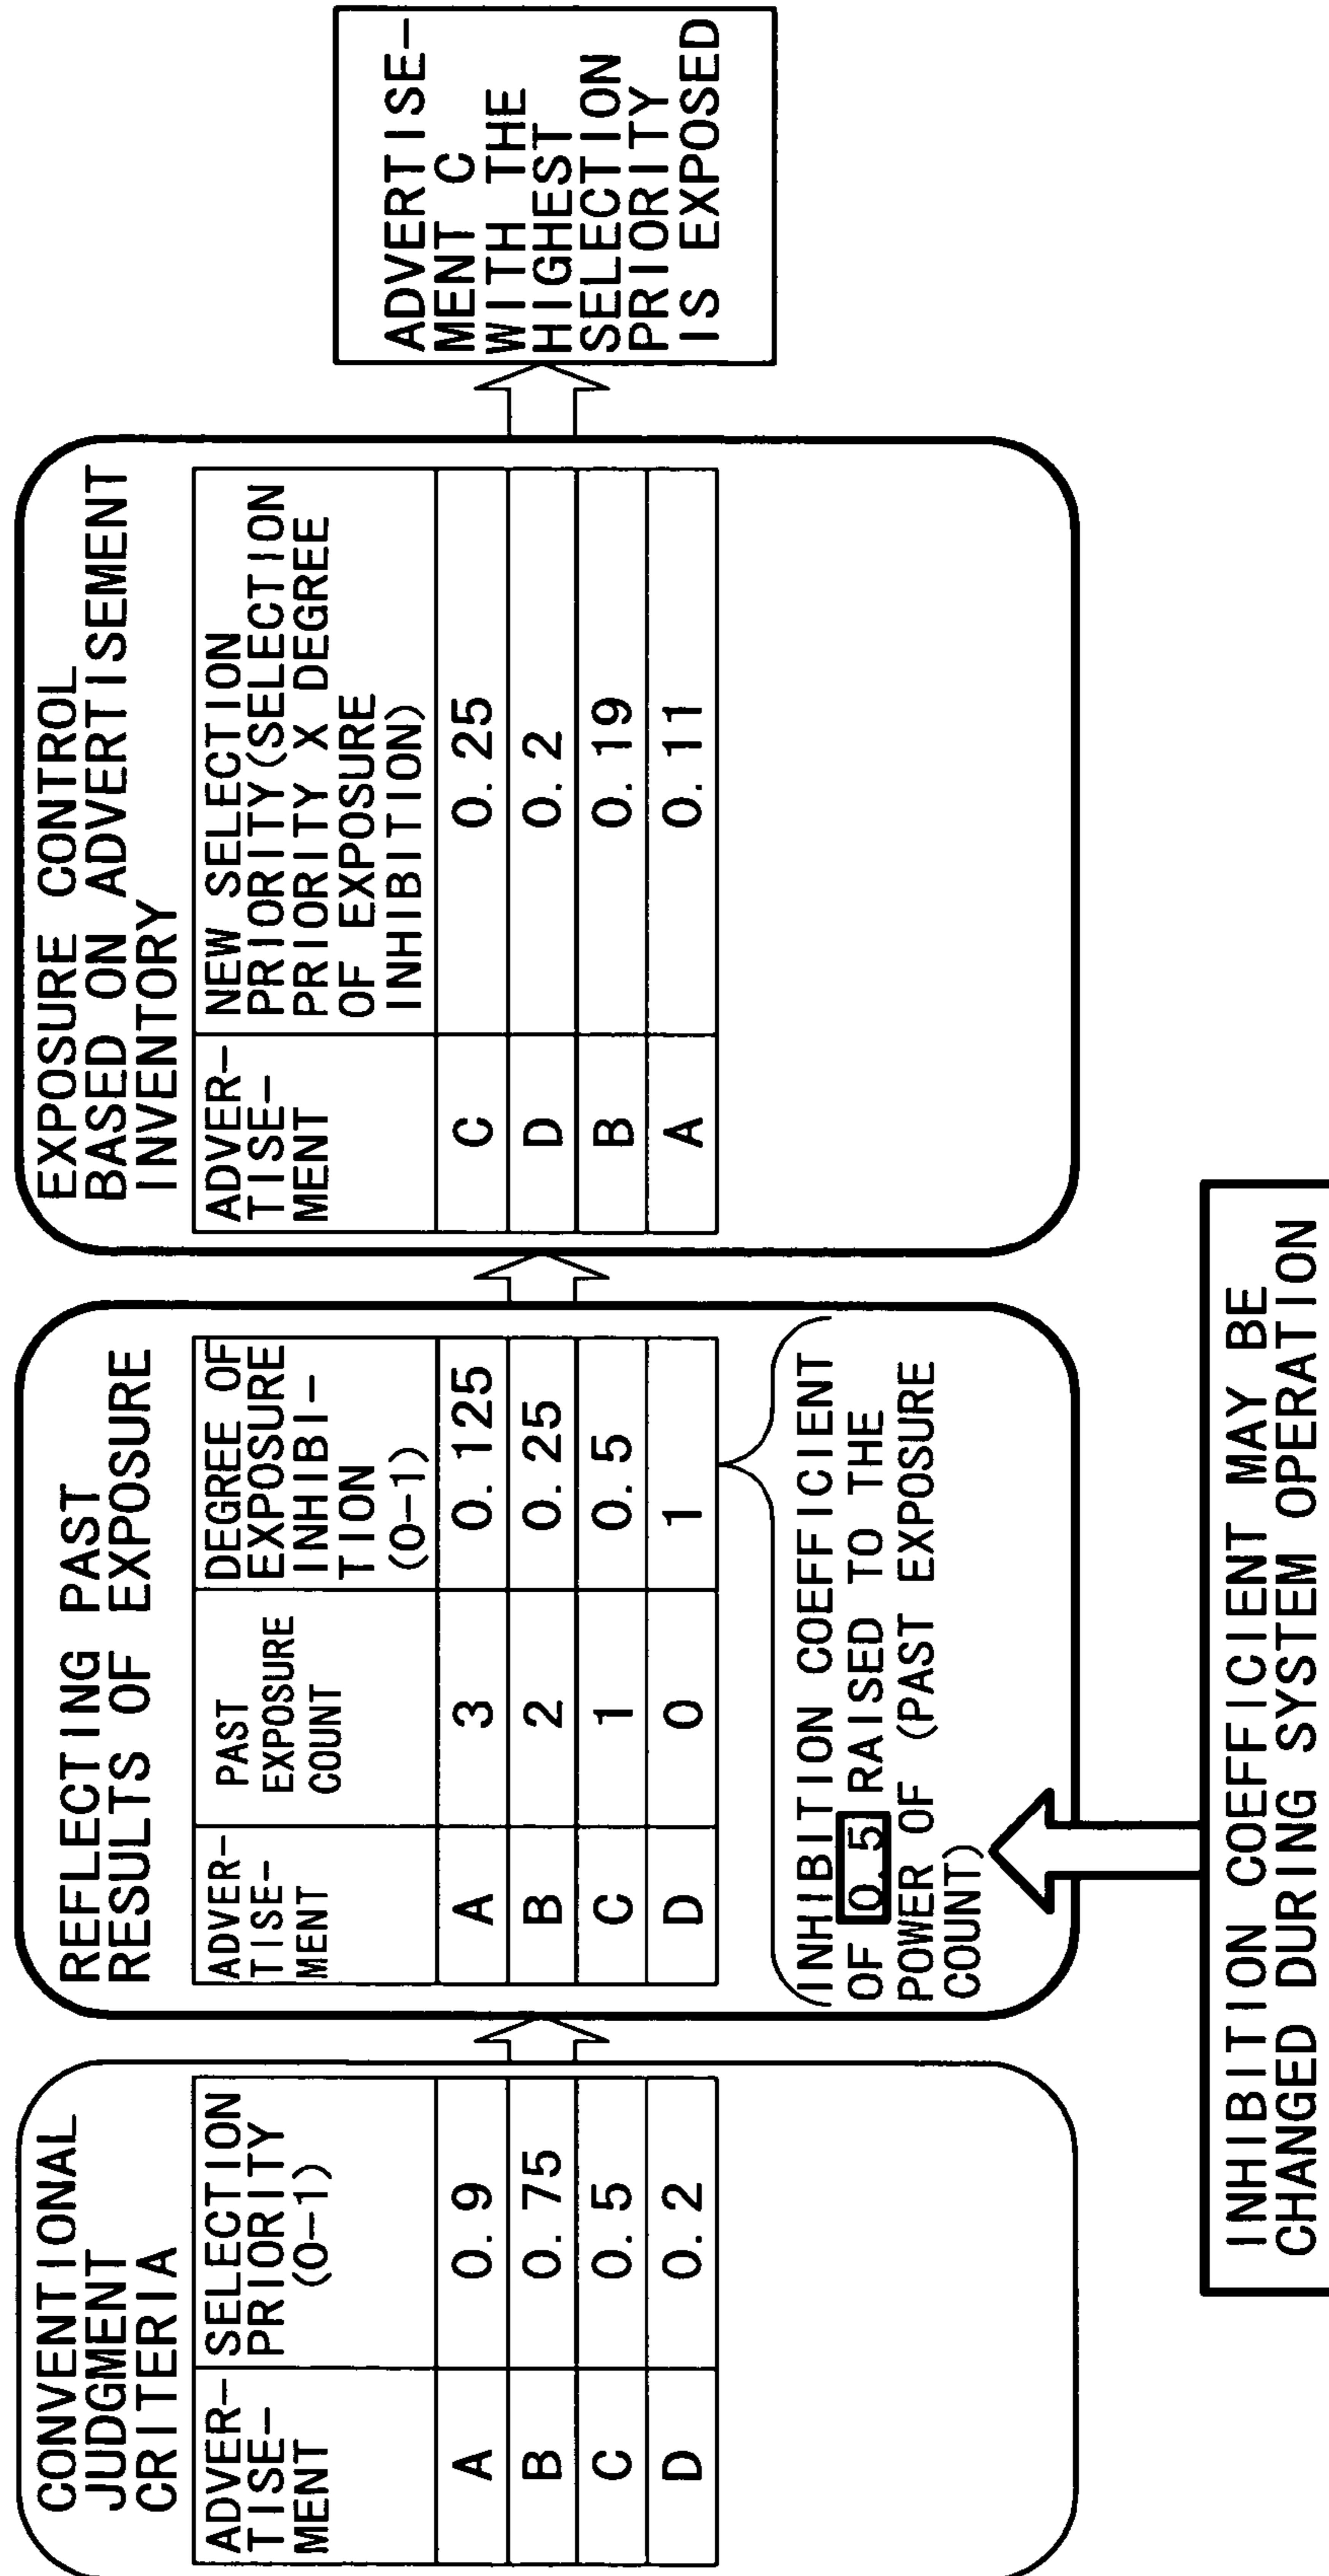 CONVENTIONAL
JUDGMENT
CRITERIA
ADVER-
TISE-
MENT
SELECTION
PRIORITY
(0-1)
A 0.9
B 0.75
C 0.5
D 0.2
REFLECTING PAST
RESULTS OF EXPOSURE
ADVER-
TISE-
MENT
PAST
EXPOSURE
COUNT
DEGREE OF
EXPOSURE
INHIBI-
TION
(0-1)
A 3 0.125
B 2 0.25
C 1 0.5
D 0 1
INHIBITION COEFFICIENT
OF 0.5 RAISED TO THE
POWER OF (PAST EXPOSURE
COUNT)
INHIBITION COEFFICIENT MAY BE
CHANGED DURING SYSTEM OPERATION
EXPOSURE CONTROL
BASED ON ADVERTISEMENT
INVENTORY
ADVER-
TISE-
MENT
NEW SELECTION
PRIORITY(SELECTION
PRIORITY X DEGREE
OF EXPOSURE
INHIBITION)
C 0.25
D 0.2
B 0.19
A 0.11
ADVERTISE-
MENT C
WITH THE
HIGHEST
SELECTION
PRIORITY
IS EXPOSED